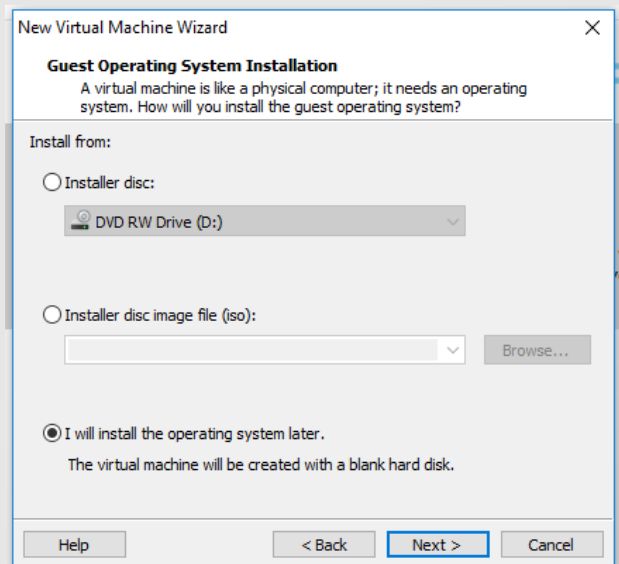 New Virtual Machine Wizard
Guest Operating System Installation
A virtual machine is like a physical computer; it needs an operating
system. How will you install the guest operating system?
Install from:
Installer disc:
DVD RW Drive (D:)
Installer disc image file (iso):
Browse...
I will install the operating system later.
The virtual machine will be created with a blank hard disk.
Help
< Back
Next >
Cancel